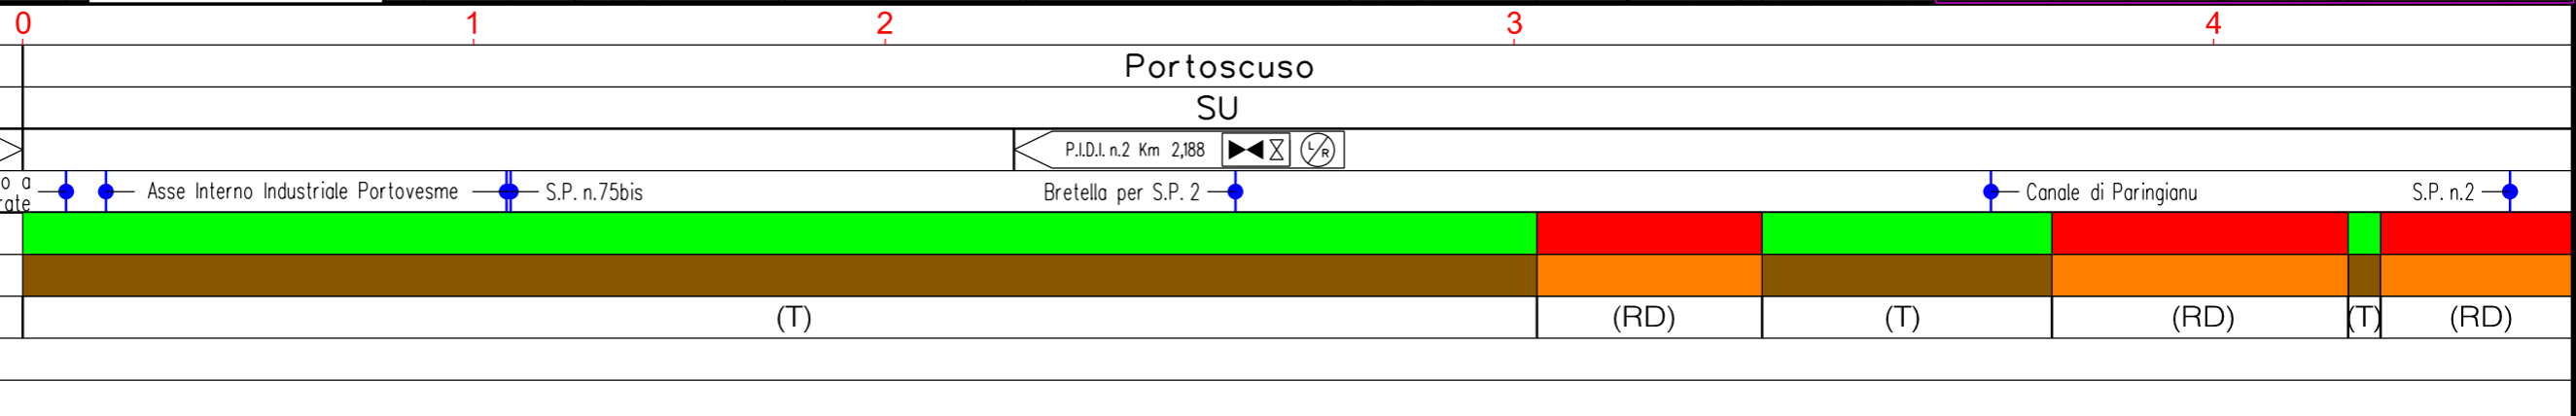 0 1 2 3 4
Portoscuso
SU
P.I.D.I. n.2 Km 2,188 L/R
o a
rate
Asse Interno Industriale Portovesme
S.P. n.75bis
Bretella per S.P. 2
Canale di Paringianu
S.P. n.2
(T) (RD) (T) (RD) (T) (RD)